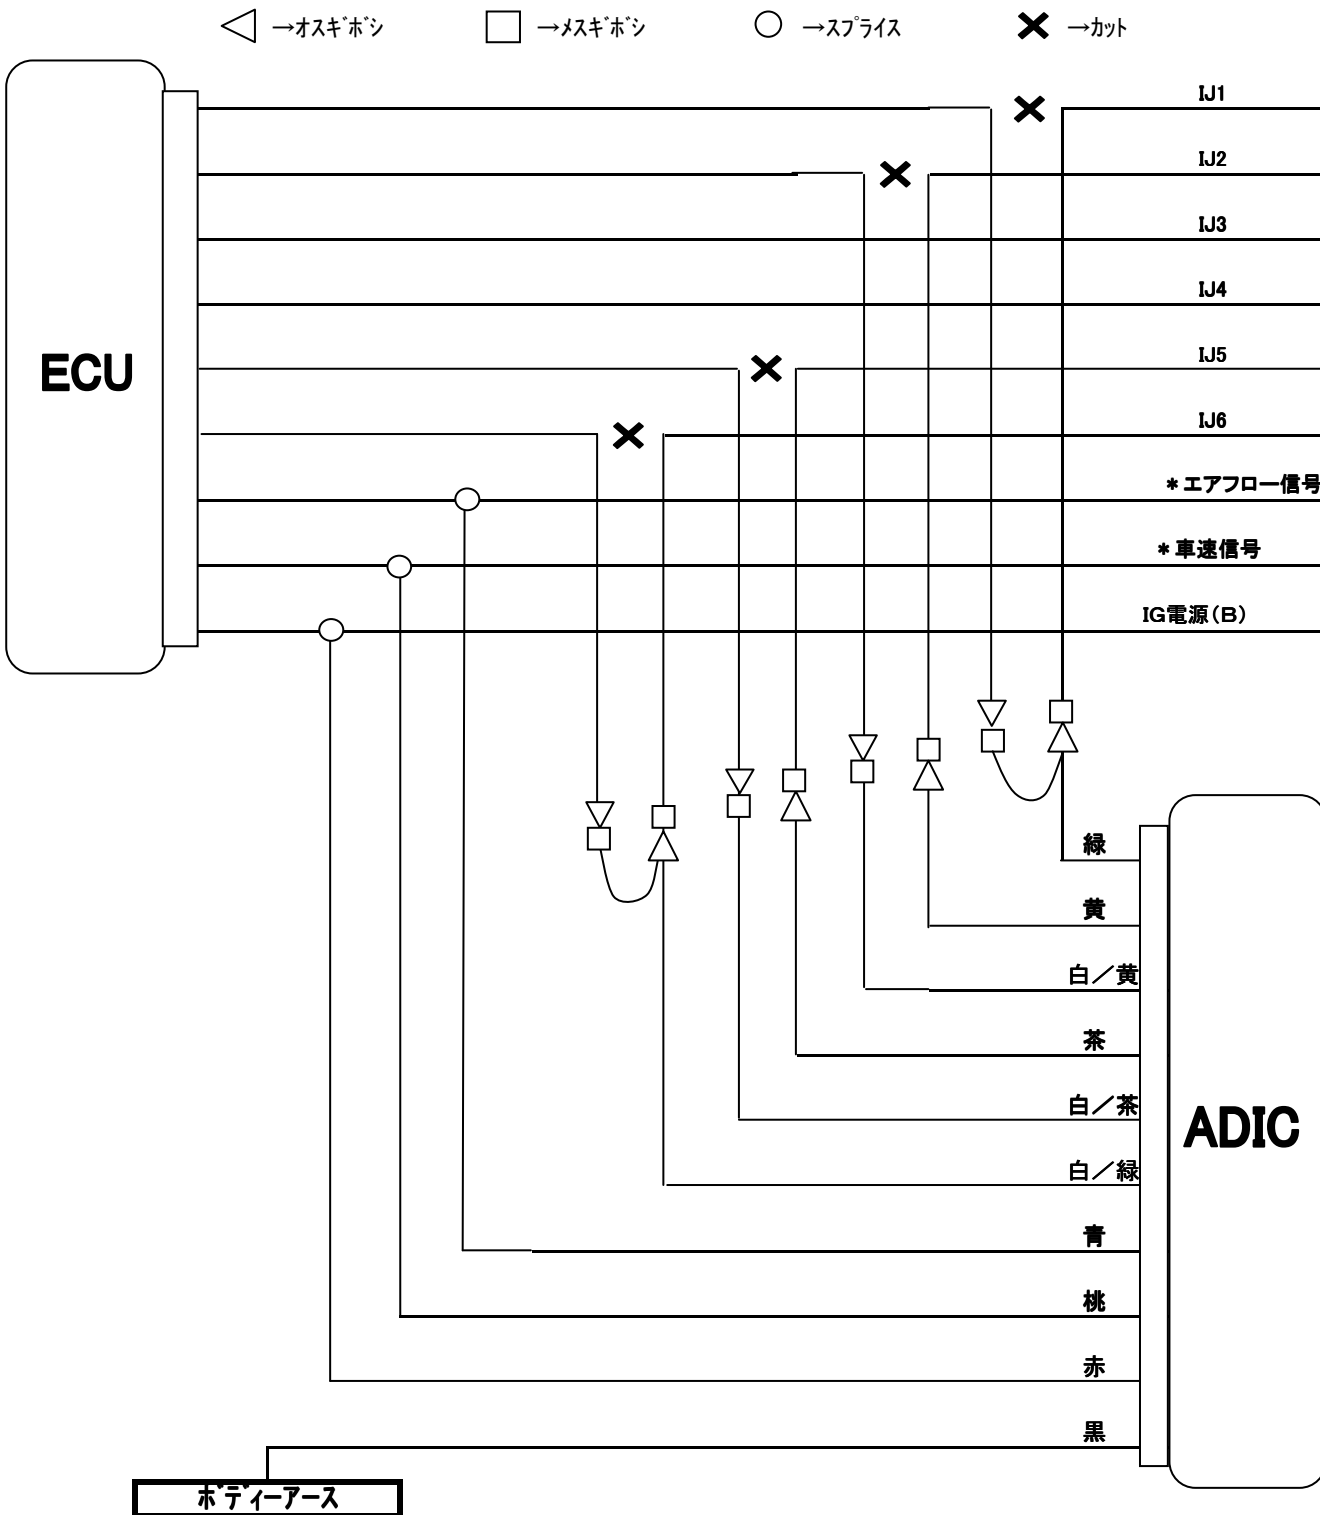 →ｵｽｷﾞﾎﾞｼ →ﾒｽｷﾞﾎﾞｼ →ｽﾌﾟﾗｲｽ →ｶｯﾄ
IJ1
IJ2
IJ3
IJ4
IJ5
IJ6
＊エアフロー信号
＊車速信号
IG電源(B)
ECU
緑
黄
白／黄
茶
白／茶
白／緑
青
桃
赤
黒
ADIC
ﾎﾞﾃﾞｨｰｱｰｽ